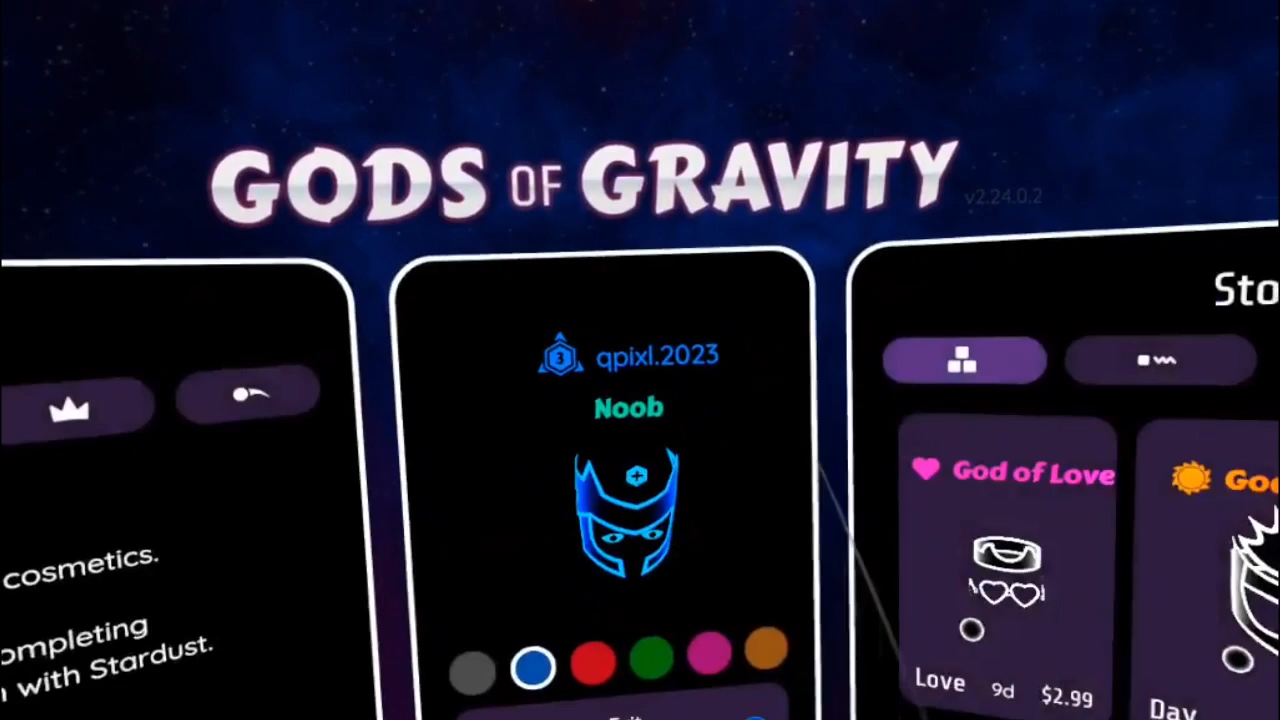 GODS OF GRAVITY
v2.24.0.2
cosmetics.
ompleting
with Stardust.
3 qpixl.2023
Noob
Sto
God of Love
Love 9d $2.99
Day